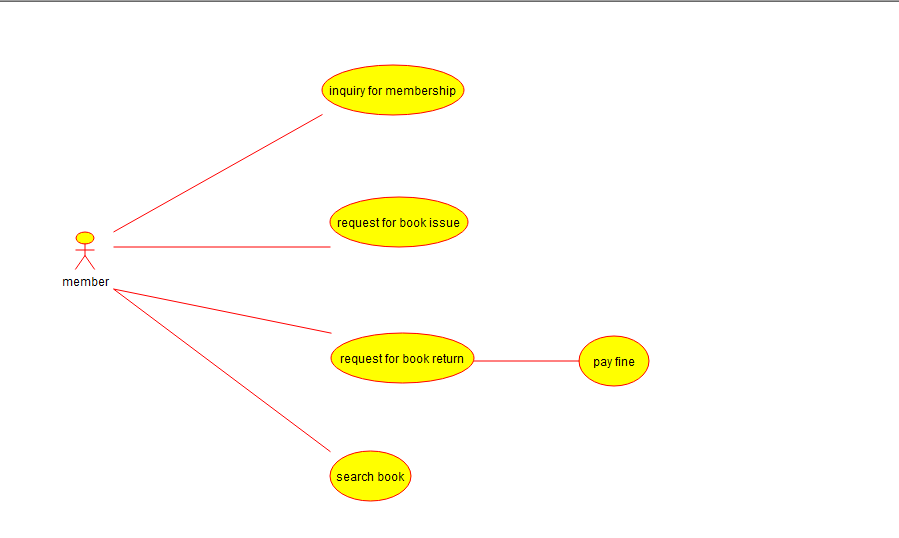 inquiry for membership
request for book issue
member
request for book return
pay fine
search book